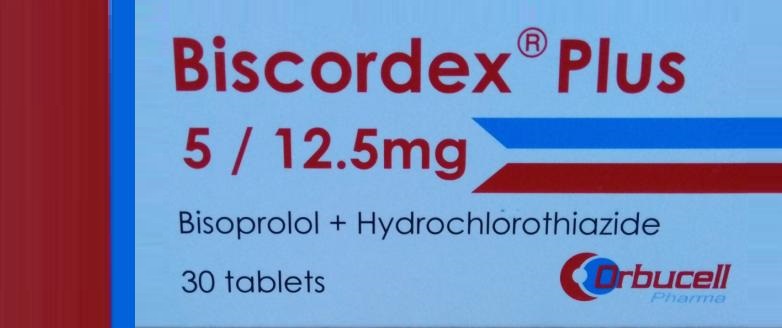 Biscordex® Plus
5 / 12.5mg
Bisoprolol + Hydrochlorothiazide
30 tablets
Orbucell
Pharma